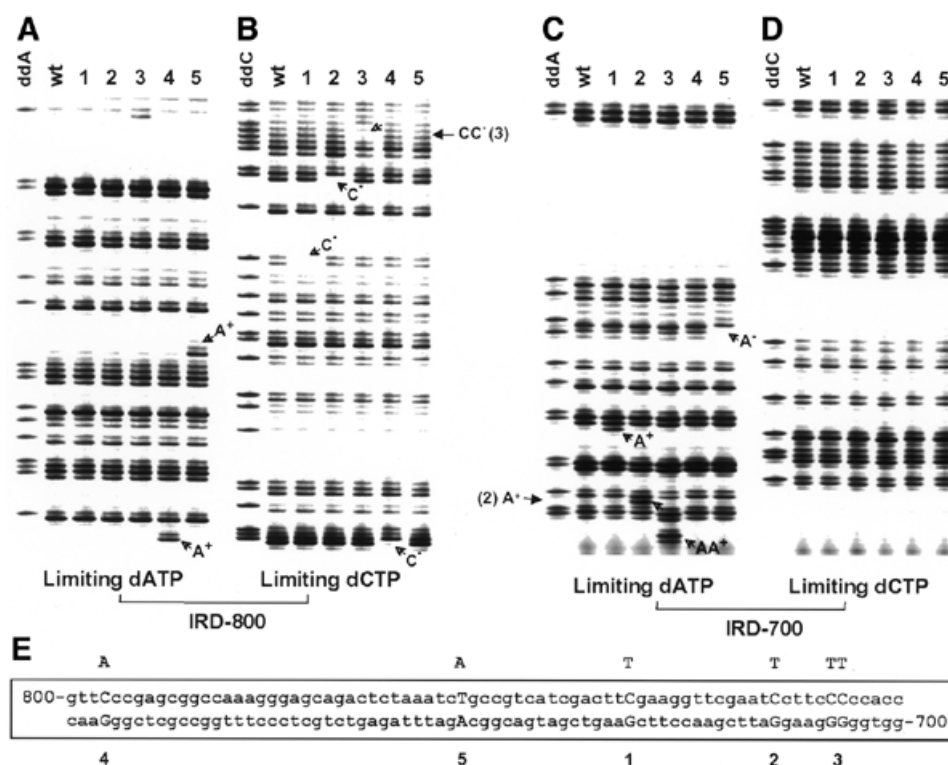 A B C D
ddA wt 1 2 3 4 5 ddC wt 1 2 3 4 5 ddA wt 1 2 3 4 5 ddC wt 1 2 3 4 5
CC⁻(3)
C⁻
C⁻
A⁺
A⁻
A⁺
(2) A⁺
AA⁺
A⁺
C⁻
Limiting dATP Limiting dCTP Limiting dATP Limiting dCTP
IRD-800 IRD-700
E
A A T T TT
800-gttCccgagcggccaaagggagcagactctaaatcTgccgtcatcgacttCgaaggttcgaatCcttcCCccacc
caaGggctcgccggtttccctcgtctgagatttagAcggcagtagctgaaGcttccaagcttaGgaagGGggtgg-700
4 5 1 2 3